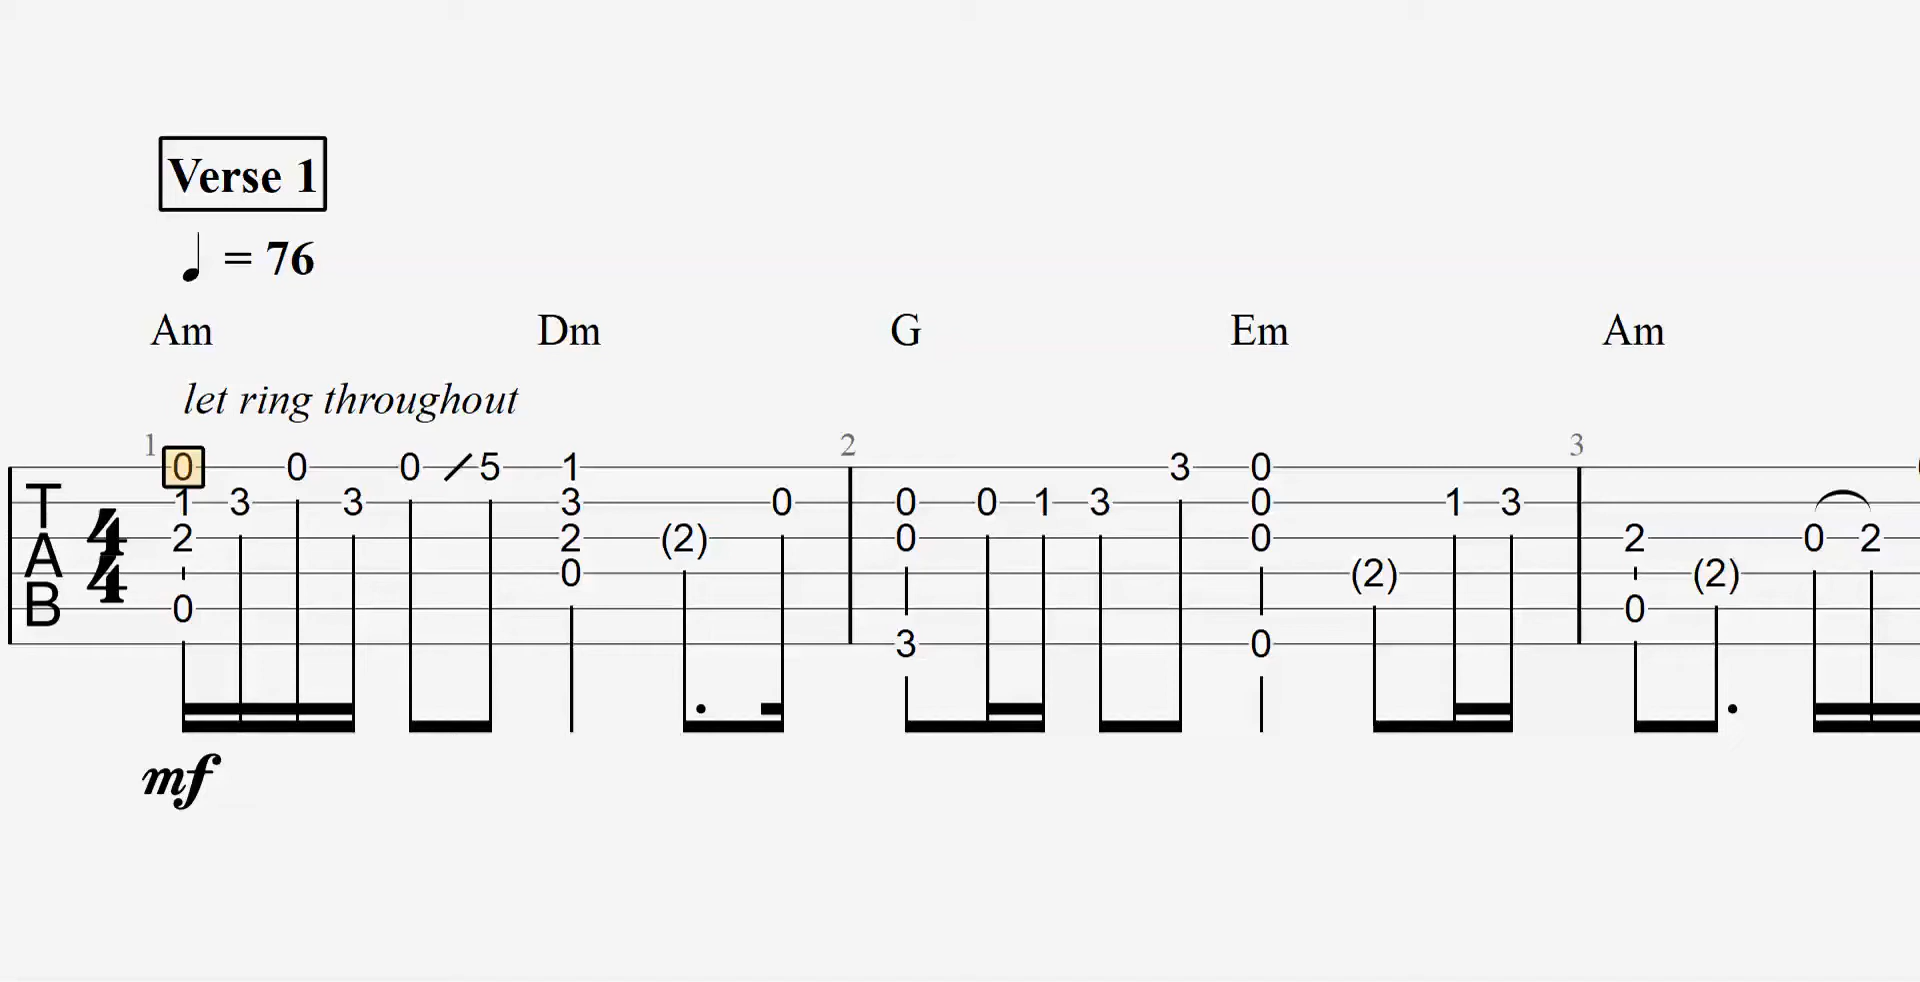 Verse 1
♩ = 76
Am Dm G Em Am
let ring throughout
1 2 3
0 0 0 5 1 3 0
T 1 3 3 3 0 0 0 1 3 0 1 3
4 A 2 2 (2) 0 0 2 0 2
4 0 (2) (2)
B 0 0
3 0
mf